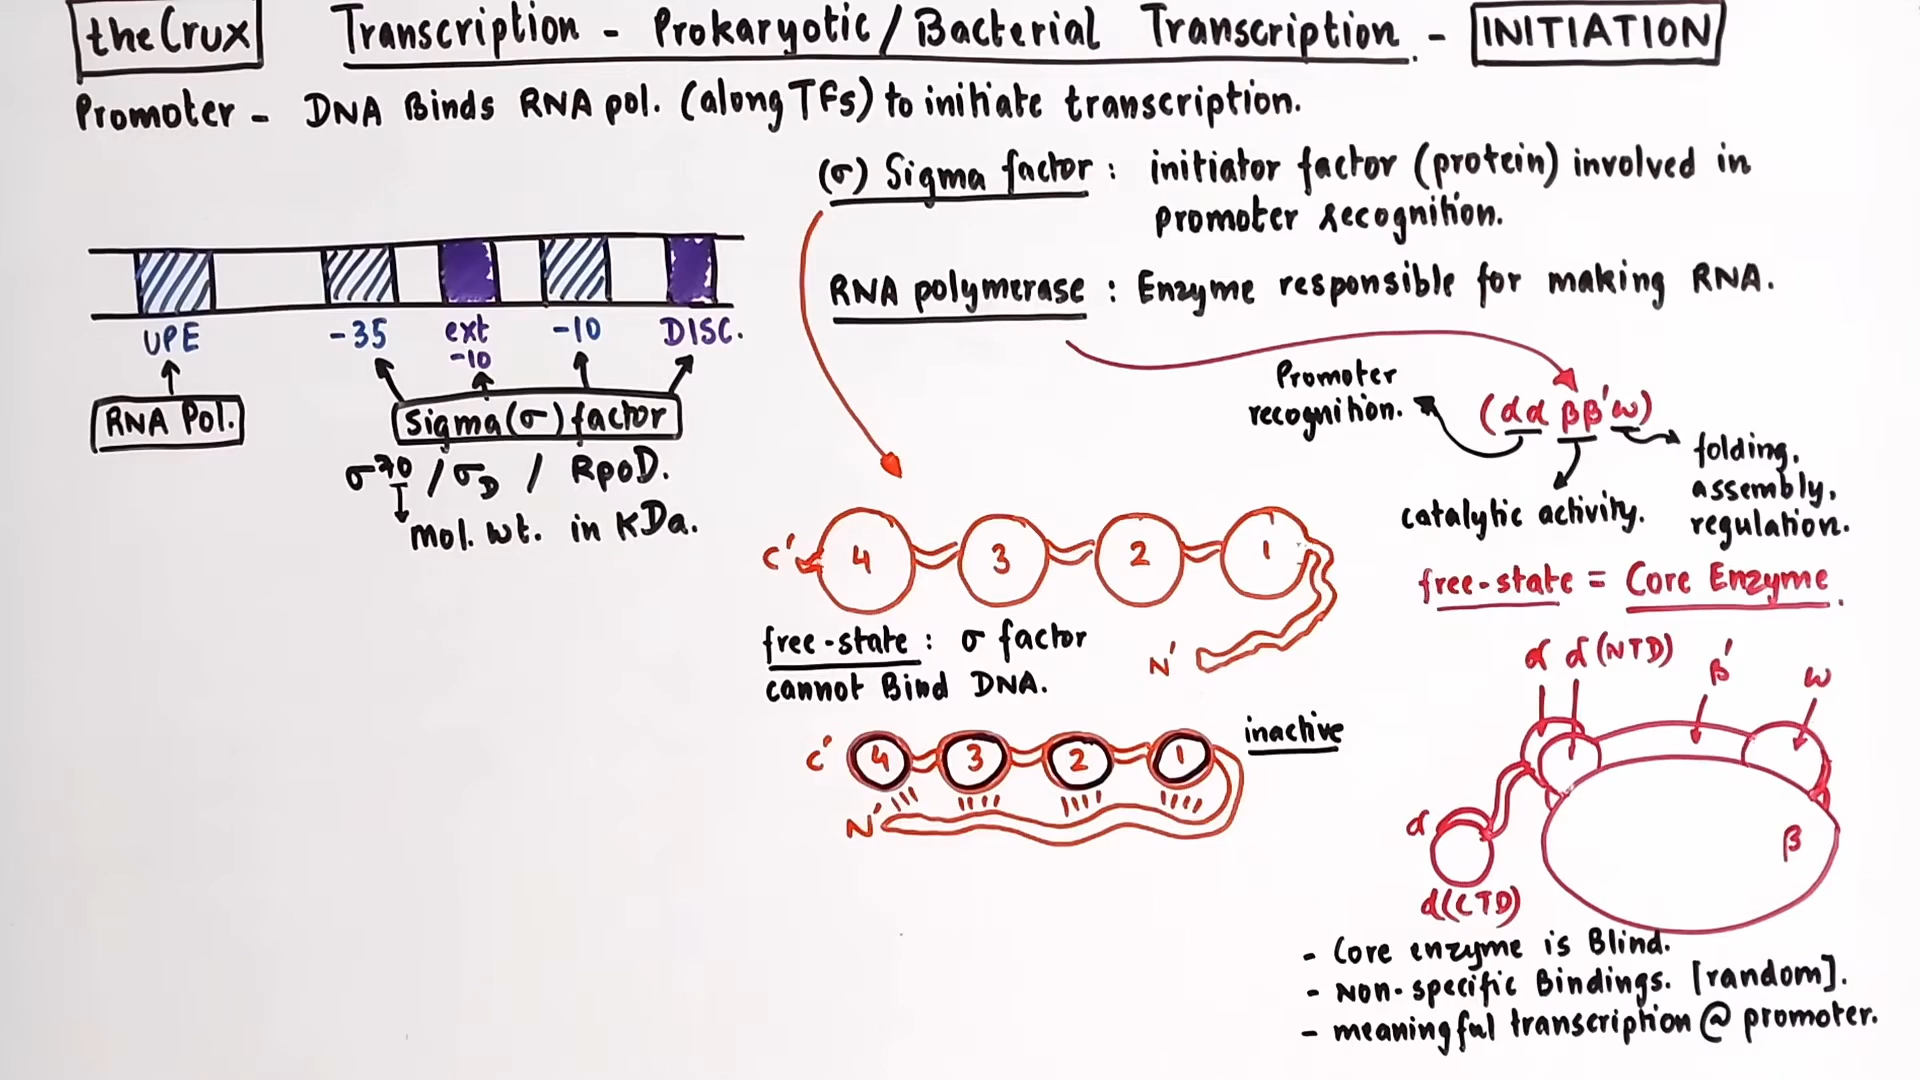 theCrux
Transcription - Prokaryotic/Bacterial Transcription. - INITIATION
Promoter - DNA Binds RNA pol. (along TFs) to initiate transcription.
(σ) Sigma factor : initiator factor (protein) involved in
promoter recognition.
RNA polymerase : Enzyme responsible for making RNA.
UPE -35 ext -10 DISC.
-10
RNA Pol.
Sigma(σ) factor
σ70 / σD / RpoD.
mol. wt. in KDa.
Promoter
recognition.
(αα ββ'ω)
folding,
assembly,
regulation.
catalytic activity.
free-state = Core Enzyme.
C' 4 3 2 1
N'
free-state : σ factor
cannot Bind DNA.
inactive
C' 4 3 2 1
N'
α α(NTD) β' ω
α
β
α(CTD)
- Core enzyme is Blind.
- Non-specific Bindings. [random].
- meaningful transcription @ promoter.